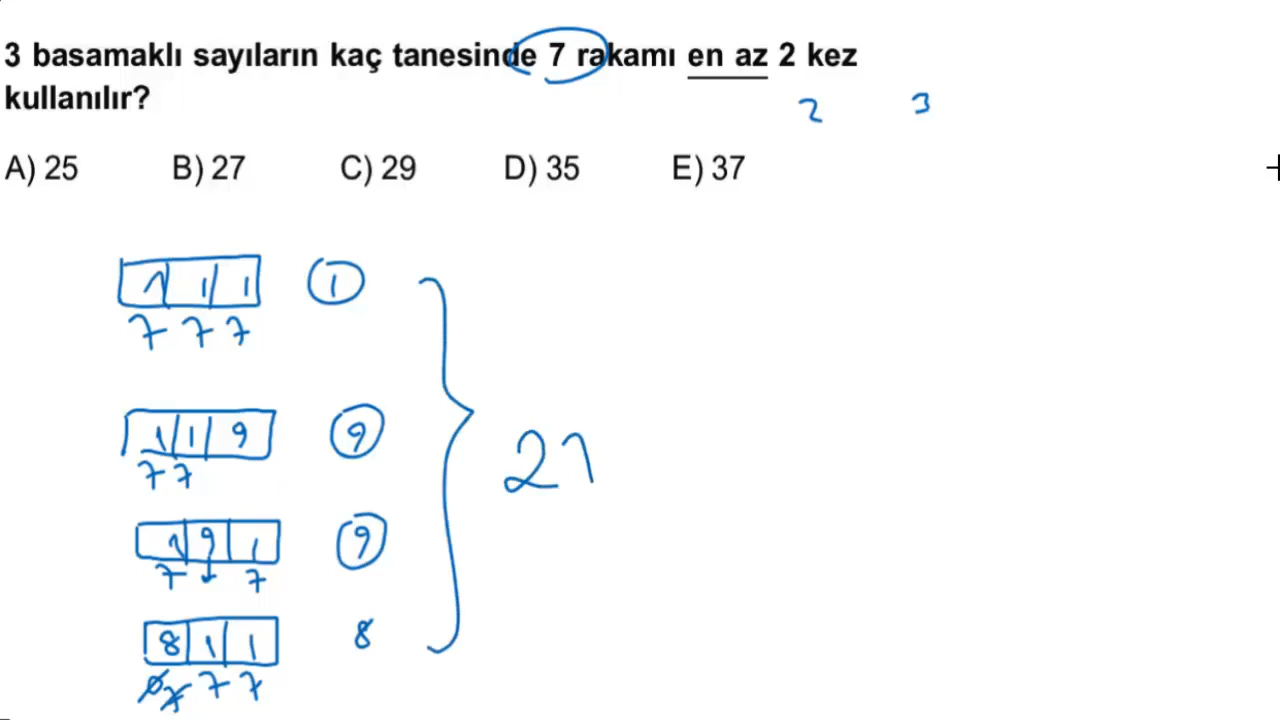 3 basamaklı sayıların kaç tanesinde 7 rakamı en az 2 kez
kullanılır?
2 3
A) 25 B) 27 C) 29 D) 35 E) 37
1 1 1 1
7 7 7
1 1 9 9
7 7
27
1 9 1 9
7 7
8 1 1 8
0 7 7 7